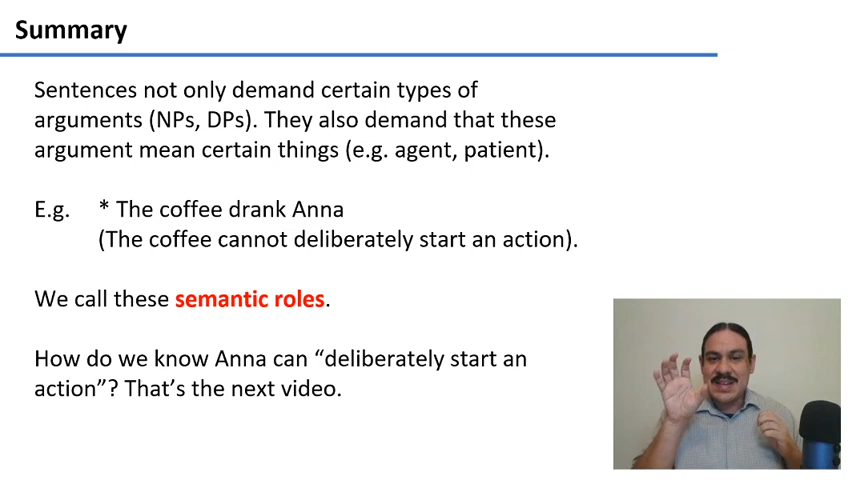 Summary
Sentences not only demand certain types of
arguments (NPs, DPs). They also demand that these
argument mean certain things (e.g. agent, patient).
E.g. * The coffee drank Anna
(The coffee cannot deliberately start an action).
We call these semantic roles.
How do we know Anna can “deliberately start an
action”? That’s the next video.